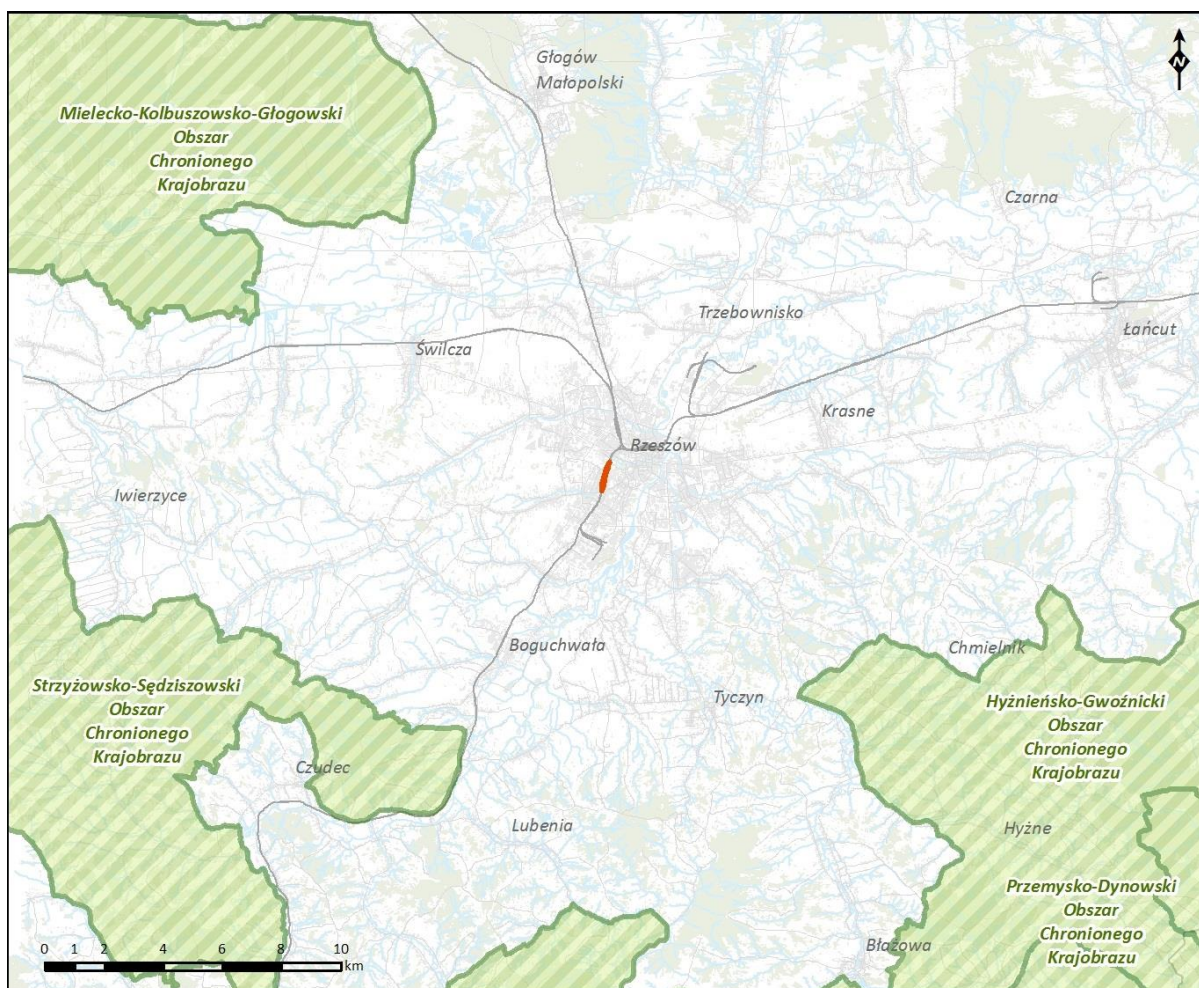 N
Głogów
Małopolski
Mielecko-Kolbuszowsko-Głogowski
Obszar
Chronionego
Krajobrazu
Czarna
Trzebownisko
Łańcut
Świlcza
Krasne
Rzeszów
Iwierzyce
Boguchwała
Chmielnik
Strzyżowsko-Sędziszowski
Obszar
Chronionego
Krajobrazu
Tyczyn
Hyżnieńsko-Gwoźnicki
Obszar
Chronionego
Krajobrazu
Czudec
Lubenia
Hyżne
Przemysko-Dynowski
Obszar
Chronionego
Krajobrazu
Błażowa
0 1 2 4 6 8 10
km